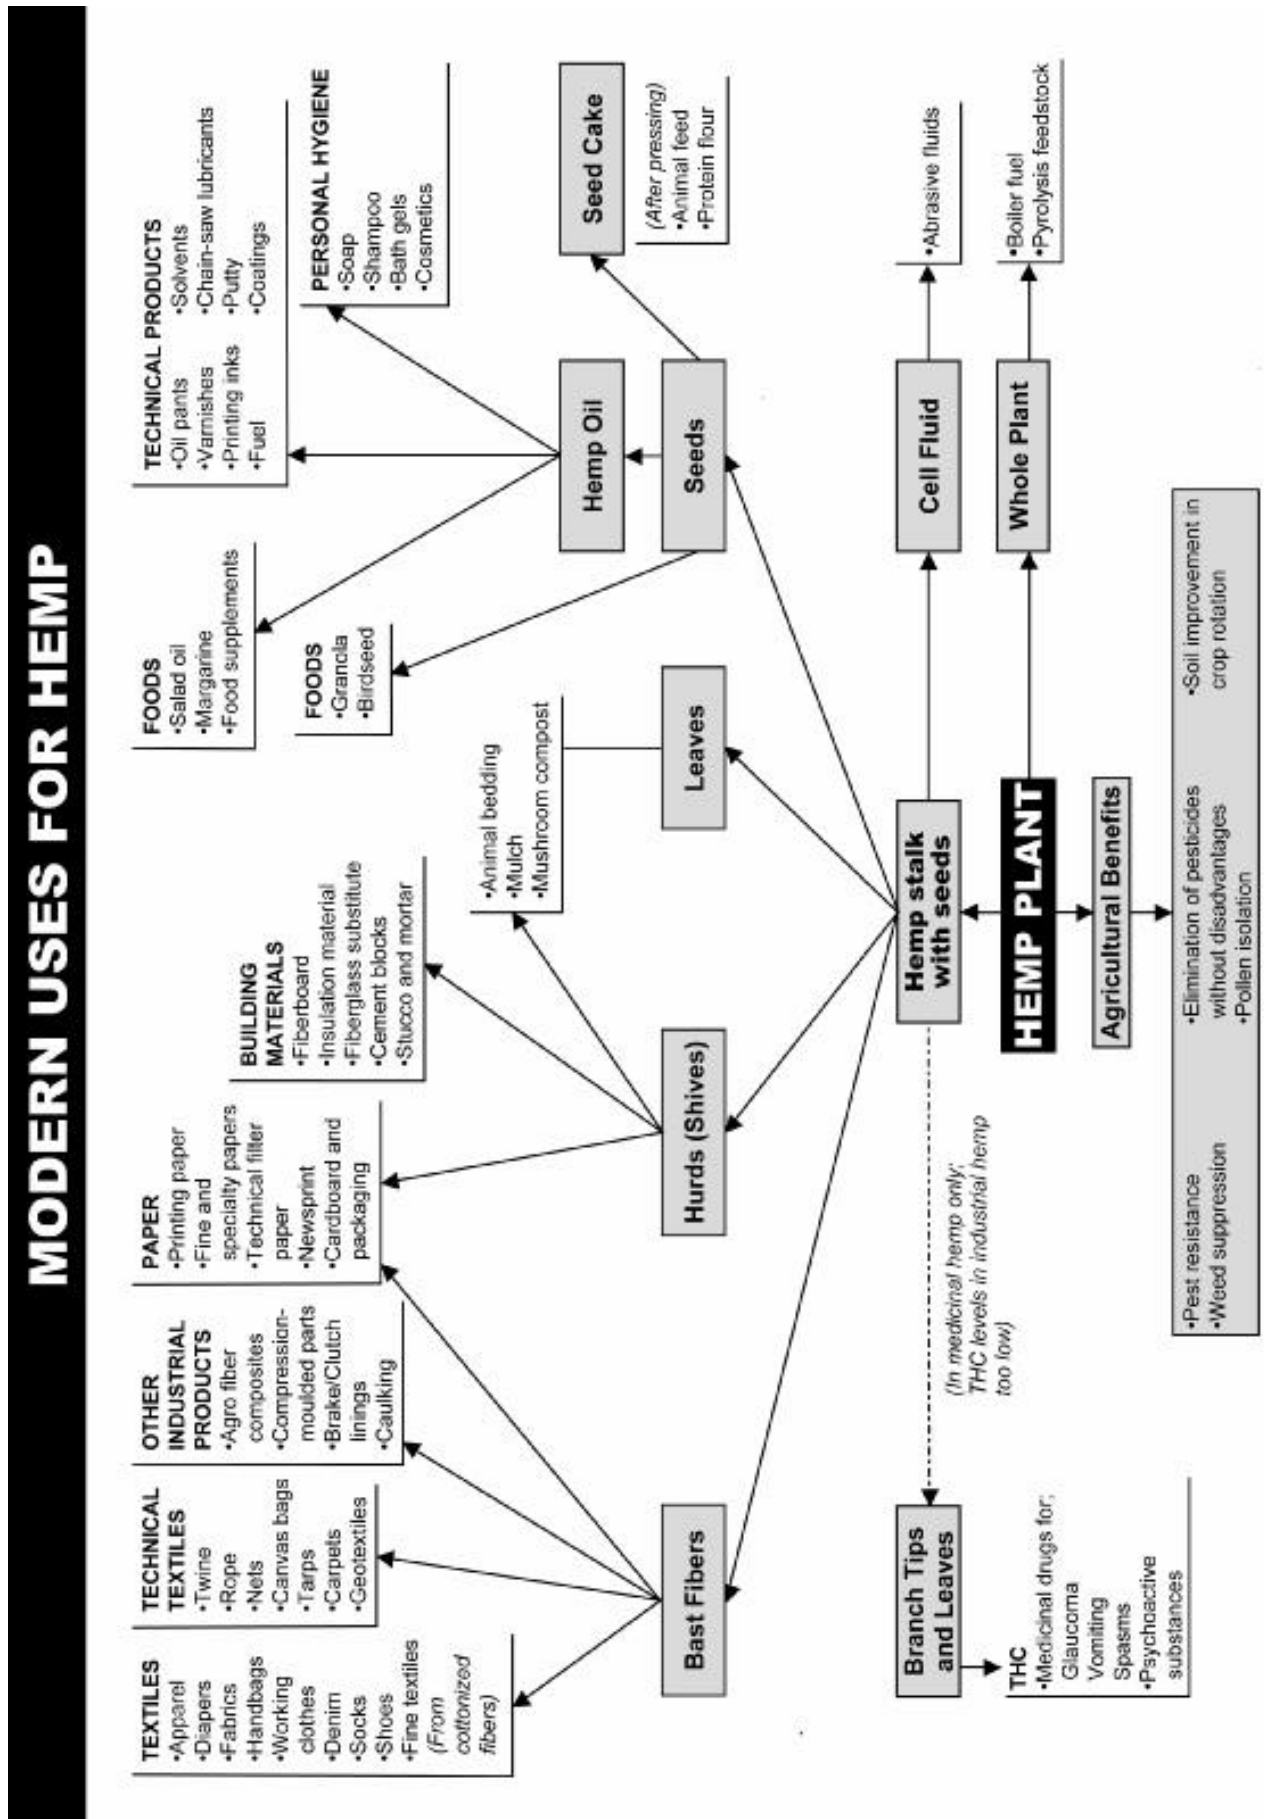 MODERN USES FOR HEMP
TEXTILES
•Apparel
•Diapers
•Fabrics
•Handbags
•Working
clothes
•Denim
•Socks
•Shoes
•Fine textiles
(From
cottonized
fibers)
TECHNICAL
TEXTILES
•Twine
•Rope
•Nets
•Canvas bags
•Tarps
•Carpets
•Geotextiles
OTHER
INDUSTRIAL
PRODUCTS
•Agro fiber
composites
•Compression-
moulded parts
•Brake/Clutch
linings
•Caulking
PAPER
•Printing paper
•Fine and
specialty papers
•Technical filter
paper
•Newsprint
•Cardboard and
packaging
BUILDING
MATERIALS
•Fiberboard
•Insulation material
•Fiberglass substitute
•Cement blocks
•Stucco and mortar
•Animal bedding
•Mulch
•Mushroom compost
FOODS
•Salad oil
•Margarine
•Food supplements
FOODS
•Granola
•Birdseed
TECHNICAL PRODUCTS
•Oil pants
•Varnishes
•Printing inks
•Fuel
•Solvents
•Chain-saw lubricants
•Putty
•Coatings
PERSONAL HYGIENE
•Soap
•Shampoo
•Bath gels
•Cosmetics
Hemp Oil
Seed Cake
(After pressing)
•Animal feed
•Protein flour
Bast Fibers
Hurds (Shives)
Leaves
Seeds
Branch Tips
and Leaves
(In medicinal hemp only;
THC levels in industrial hemp
too low)
Hemp stalk
with seeds
Cell Fluid
•Abrasive fluids
THC
•Medicinal drugs for;
Glaucoma
Vomiting
Spasms
•Psychoactive
substances
HEMP PLANT
Whole Plant
•Boiler fuel
•Pyrolysis feedstock
Agricultural Benefits
•Pest resistance
•Weed suppression
•Elimination of pesticides
without disadvantages
•Pollen isolation
•Soil improvement in
crop rotation